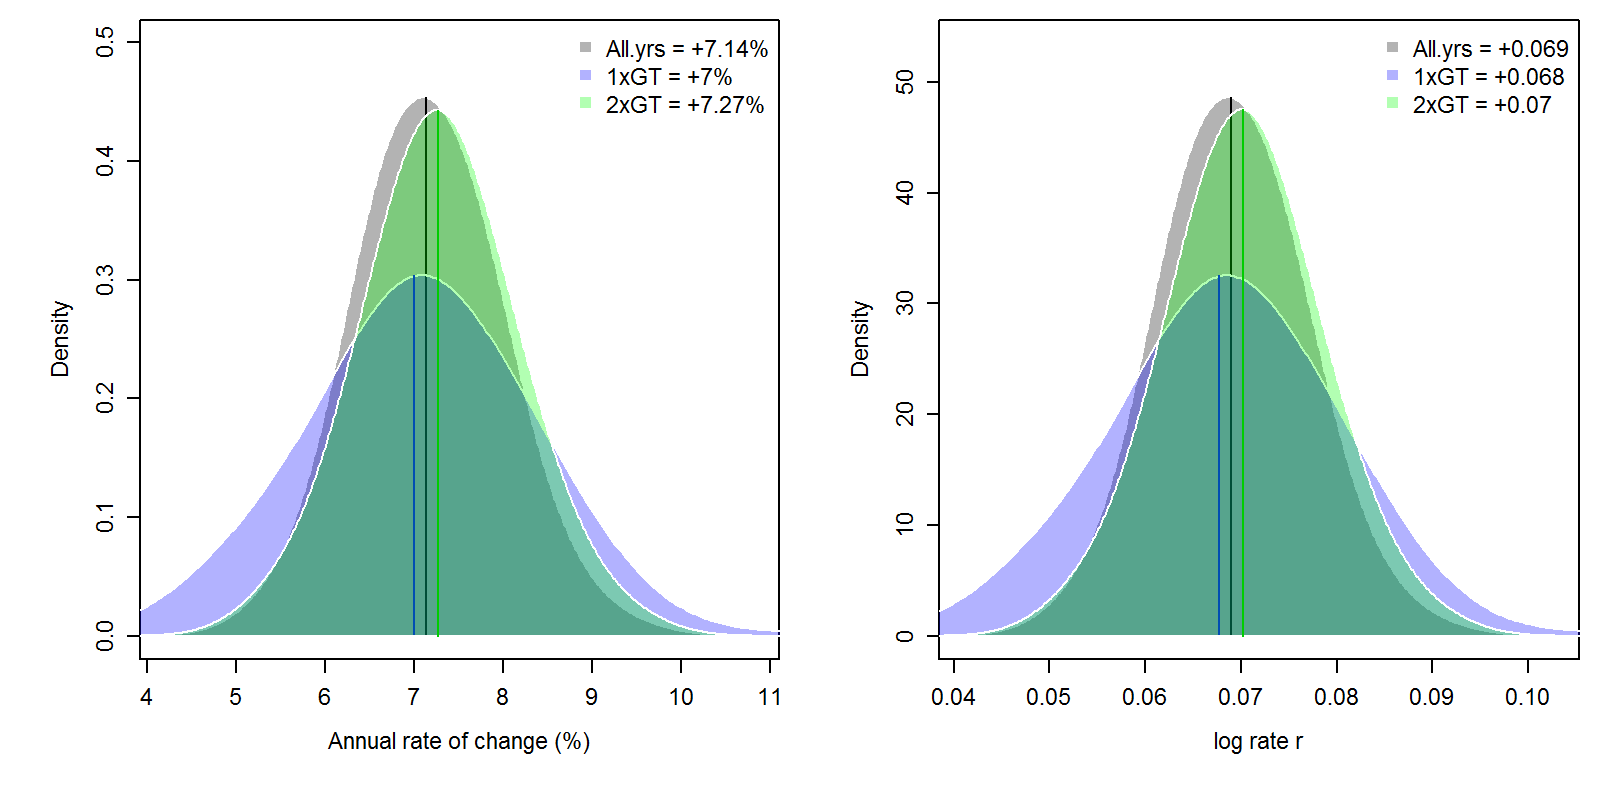 All.yrs = +7.14%
1xGT = +7%
2xGT = +7.27%
Density
0.0
0.1
0.2
0.3
0.4
0.5
4 5 6 7 8 9 10 11
Annual rate of change (%)
All.yrs = +0.069
1xGT = +0.068
2xGT = +0.07
Density
0
10
20
30
40
50
0.04 0.05 0.06 0.07 0.08 0.09 0.10
log rate r